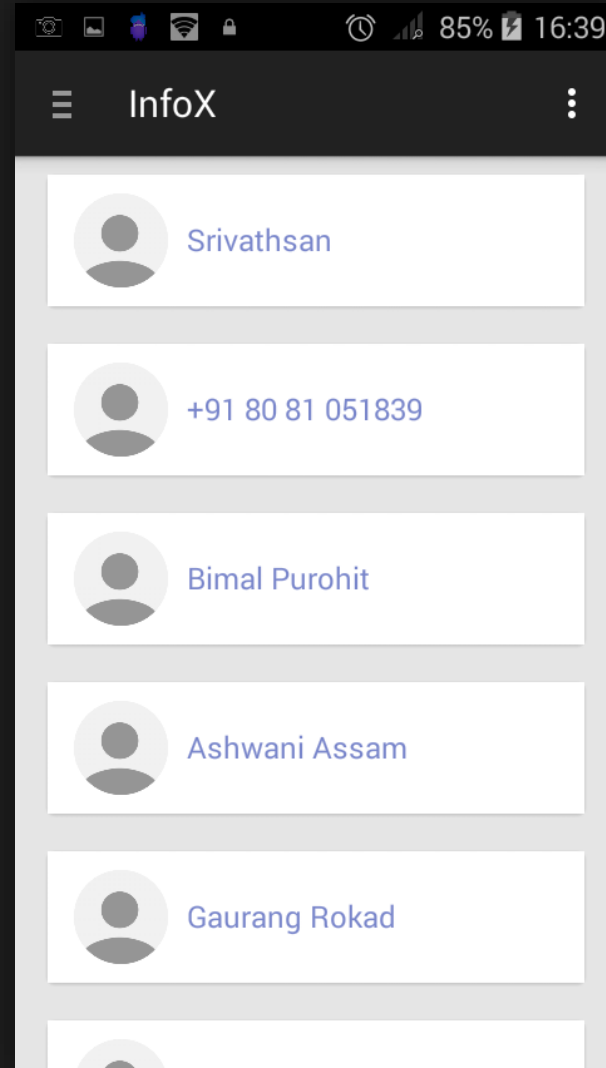 85% 16:39
InfoX
Srivathsan
+91 80 81 051839
Bimal Purohit
Ashwani Assam
Gaurang Rokad